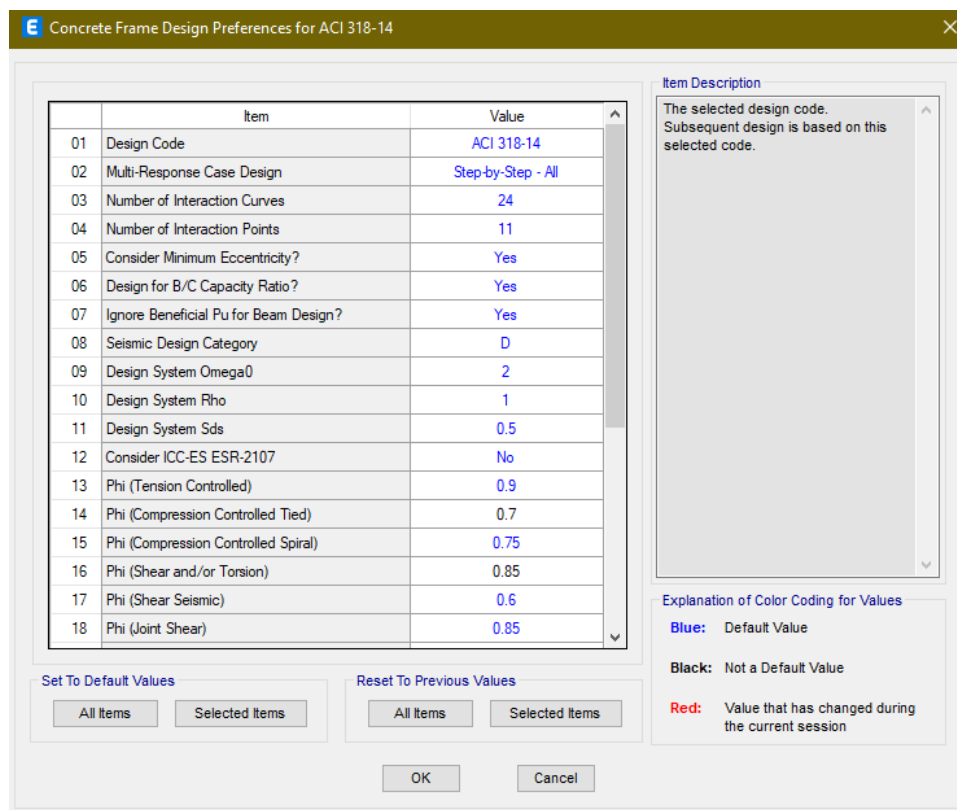 E Concrete Frame Design Preferences for ACI 318-14
Item Value
01 Design Code ACI 318-14
02 Multi-Response Case Design Step-by-Step - All
03 Number of Interaction Curves 24
04 Number of Interaction Points 11
05 Consider Minimum Eccentricity? Yes
06 Design for B/C Capacity Ratio? Yes
07 Ignore Beneficial Pu for Beam Design? Yes
08 Seismic Design Category D
09 Design System Omega0 2
10 Design System Rho 1
11 Design System Sds 0.5
12 Consider ICC-ES ESR-2107 No
13 Phi (Tension Controlled) 0.9
14 Phi (Compression Controlled Tied) 0.7
15 Phi (Compression Controlled Spiral) 0.75
16 Phi (Shear and/or Torsion) 0.85
17 Phi (Shear Seismic) 0.6
18 Phi (Joint Shear) 0.85
Item Description
The selected design code.
Subsequent design is based on this
selected code.
Explanation of Color Coding for Values
Blue: Default Value
Black: Not a Default Value
Red: Value that has changed during
the current session
Set To Default Values
All Items Selected Items
Reset To Previous Values
All Items Selected Items
OK Cancel